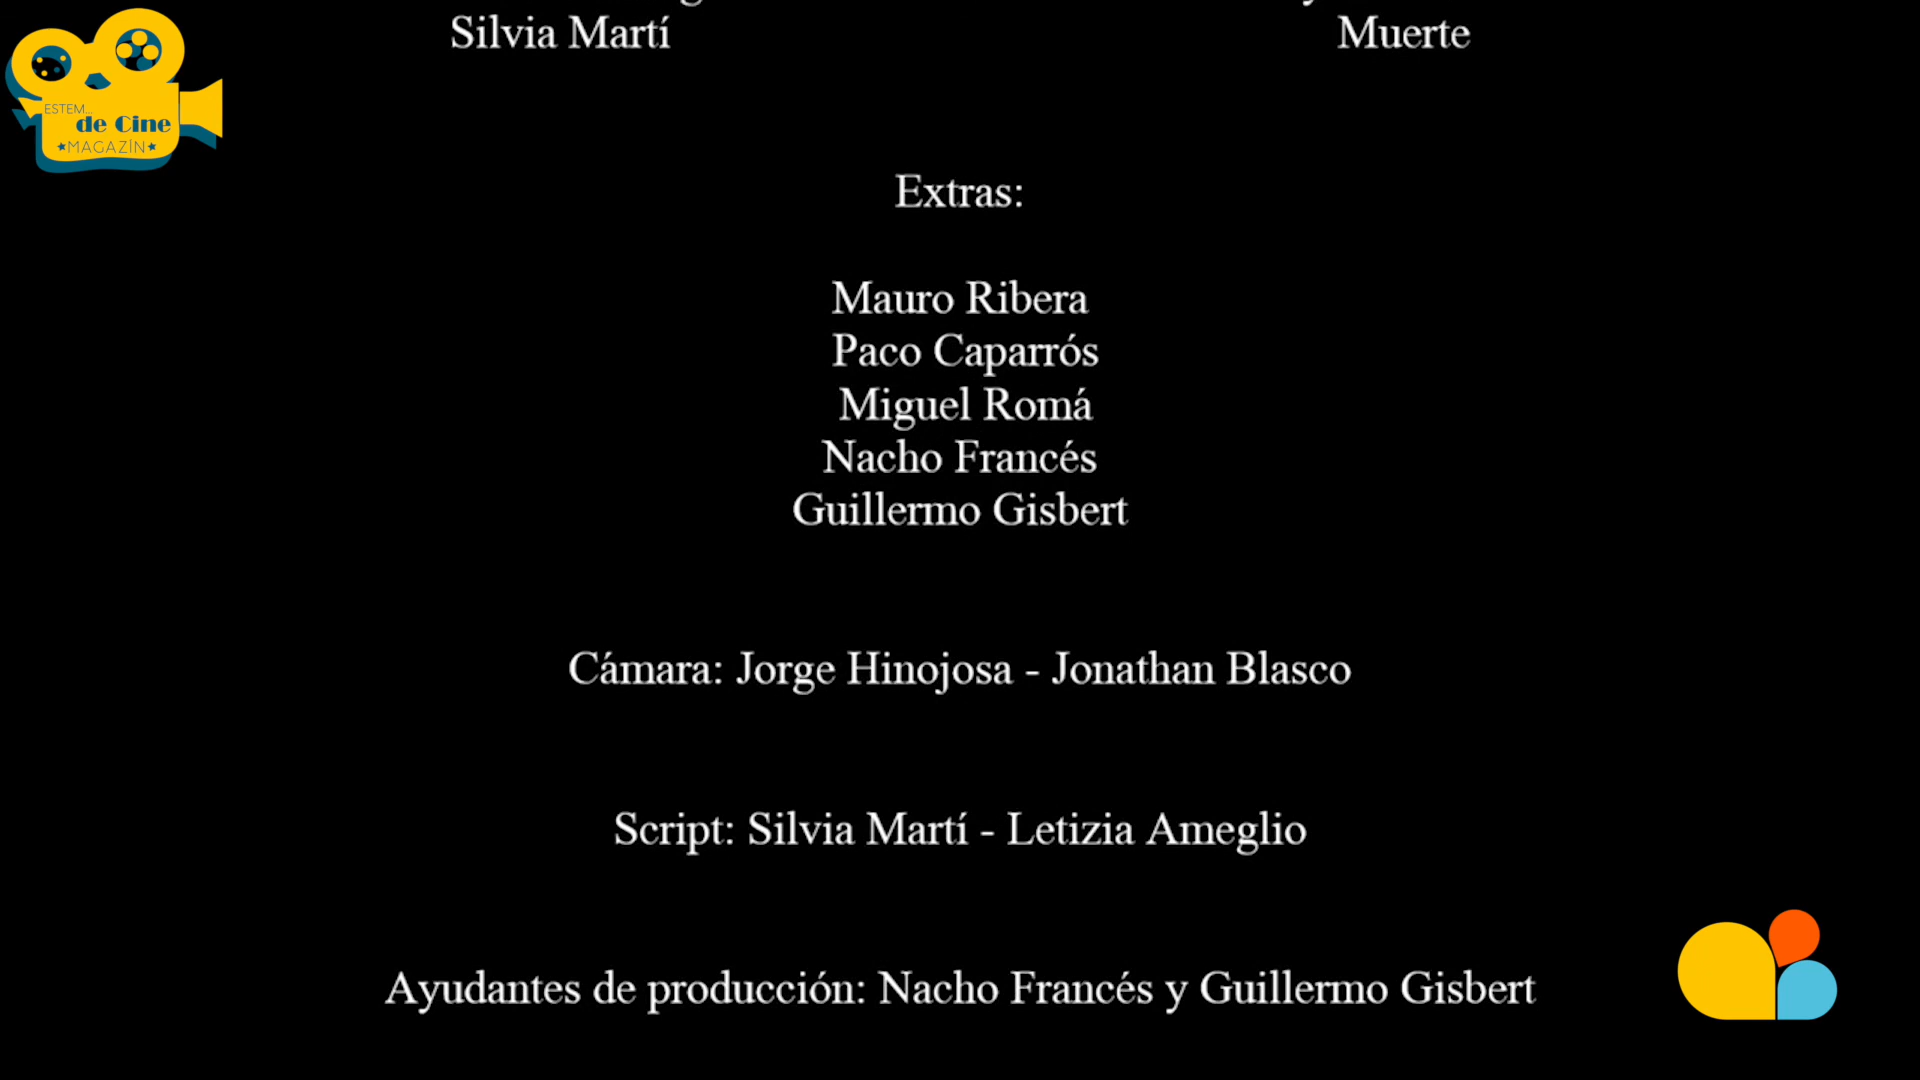 Silvia Martí Muerte
ESTEM...
de Cine
★MAGAZÍN★
Extras:
Mauro Ribera
Paco Caparrós
Miguel Romá
Nacho Francés
Guillermo Gisbert
Cámara: Jorge Hinojosa - Jonathan Blasco
Script: Silvia Martí - Letizia Ameglio
Ayudantes de producción: Nacho Francés y Guillermo Gisbert